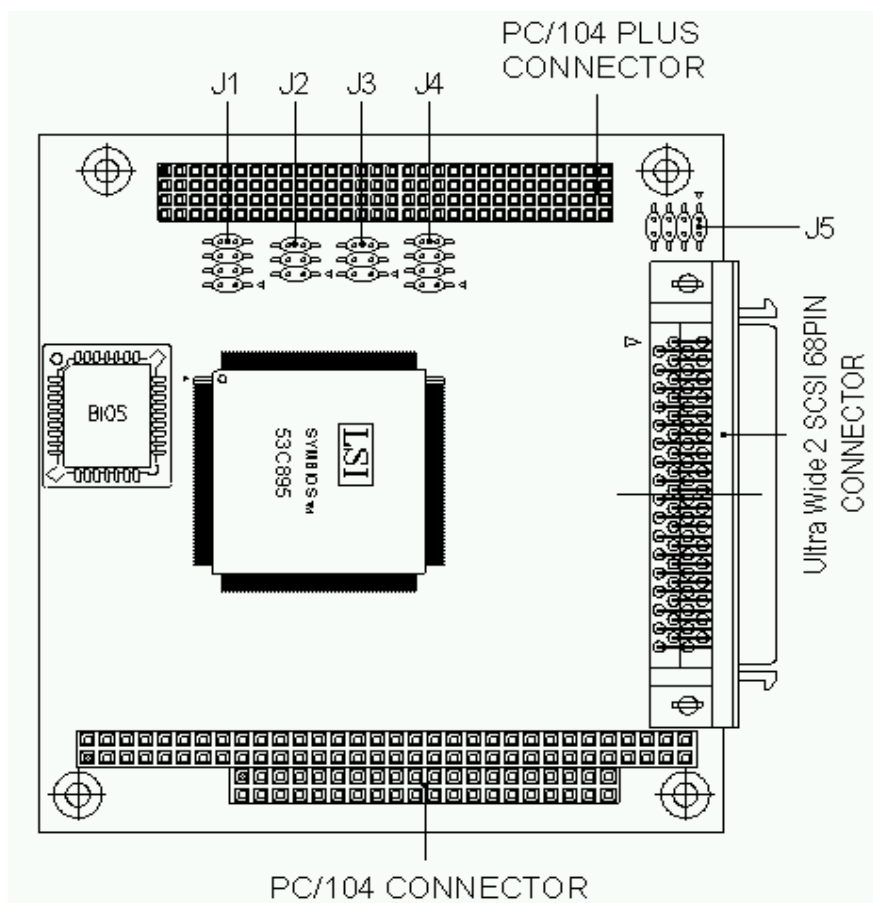 PC/104 PLUS
CONNECTOR
J1
J2
J3
J4
J5
Ultra Wide 2 SCSI 68PIN
CONNECTOR
BIOS
LSI
SYMBIOS™
53C895
PC/104 CONNECTOR